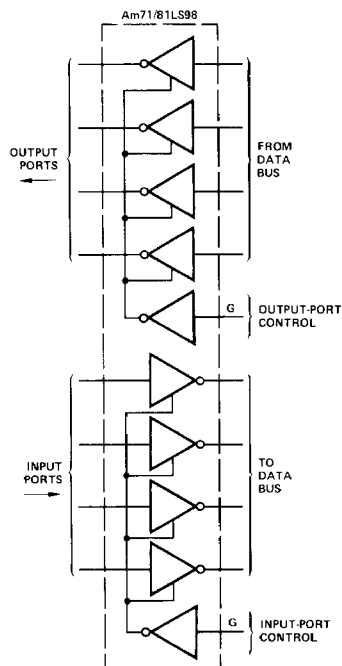 Am71/81LS98
OUTPUT
PORTS
FROM
DATA
BUS
G
OUTPUT-PORT
CONTROL
INPUT
PORTS
TO
DATA
BUS
G
INPUT-PORT
CONTROL